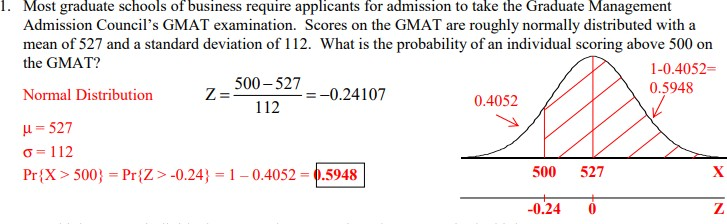 1. Most graduate schools of business require applicants for admission to take the Graduate Management
Admission Council's GMAT examination. Scores on the GMAT are roughly normally distributed with a
mean of 527 and a standard deviation of 112. What is the probability of an individual scoring above 500 on
the GMAT?
Normal Distribution
Z = (500 – 527) / 112 = –0.24107
μ = 527
σ = 112
Pr{X > 500} = Pr{Z > -0.24} = 1 – 0.4052 = 0.5948
0.4052
1-0.4052=
0.5948
500 527 X
-0.24 0 Z